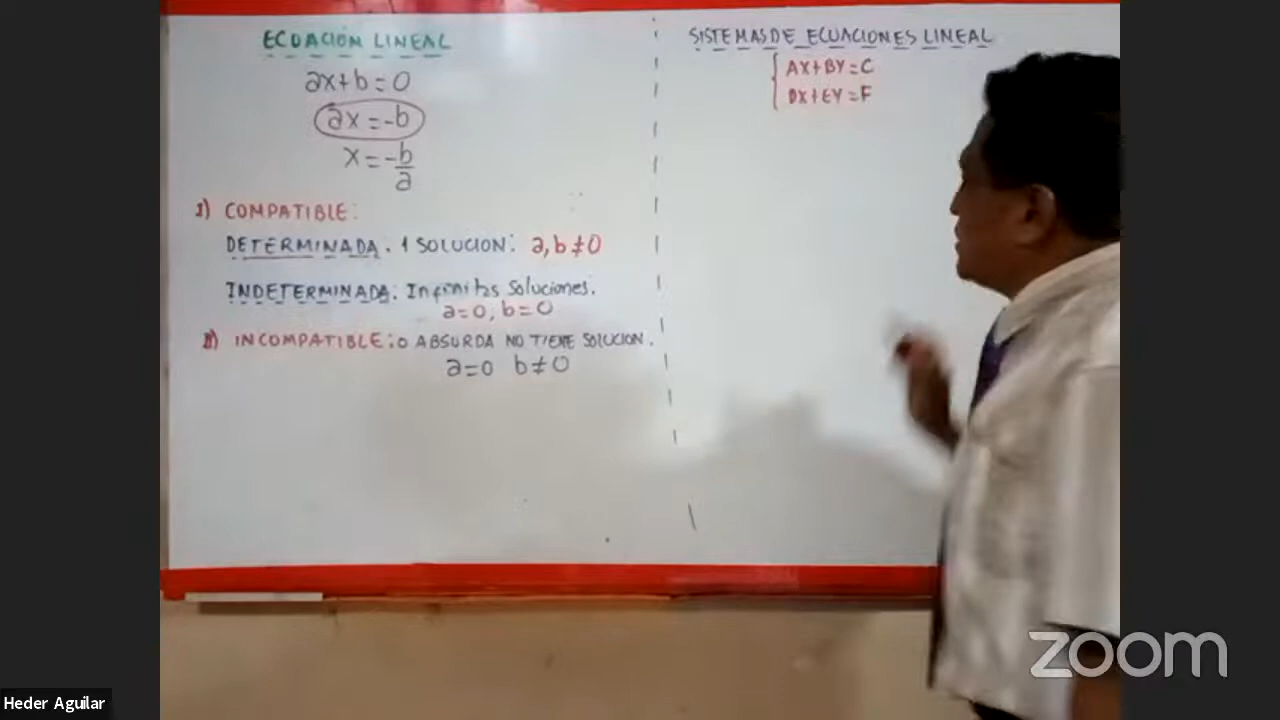 ECUACIÓN LINEAL
ax+b=0
ax=-b
x=-b/a
I) COMPATIBLE:
DETERMINADA. 1 SOLUCION: a,b≠0
INDETERMINADA: Infinitas soluciones.
a=0, b=0
II) INCOMPATIBLE: o ABSURDA NO TIENE SOLUCION.
a=0 b≠0
SISTEMAS DE ECUACIONES LINEAL
AX+BY=C
DX+EY=F
zoom
Heder Aguilar